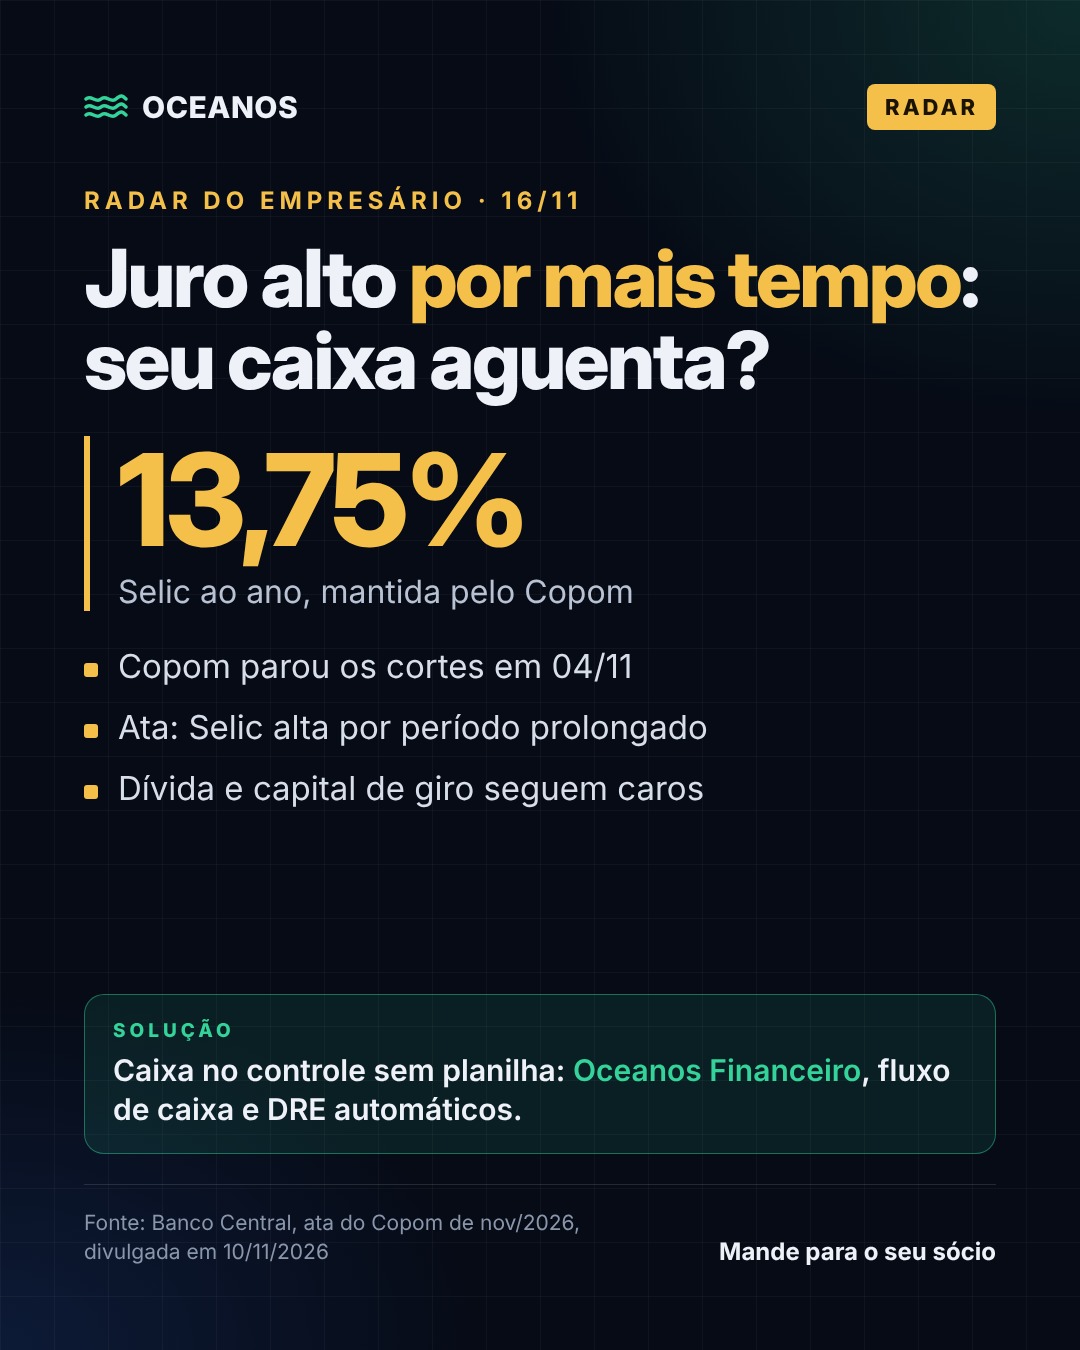 OCEANOS
RADAR
RADAR DO EMPRESÁRIO · 16/11
Juro alto por mais tempo:
seu caixa aguenta?
13,75%
Selic ao ano, mantida pelo Copom
Copom parou os cortes em 04/11
Ata: Selic alta por período prolongado
Dívida e capital de giro seguem caros
SOLUÇÃO
Caixa no controle sem planilha: Oceanos Financeiro, fluxo
de caixa e DRE automáticos.
Fonte: Banco Central, ata do Copom de nov/2026,
divulgada em 10/11/2026
Mande para o seu sócio